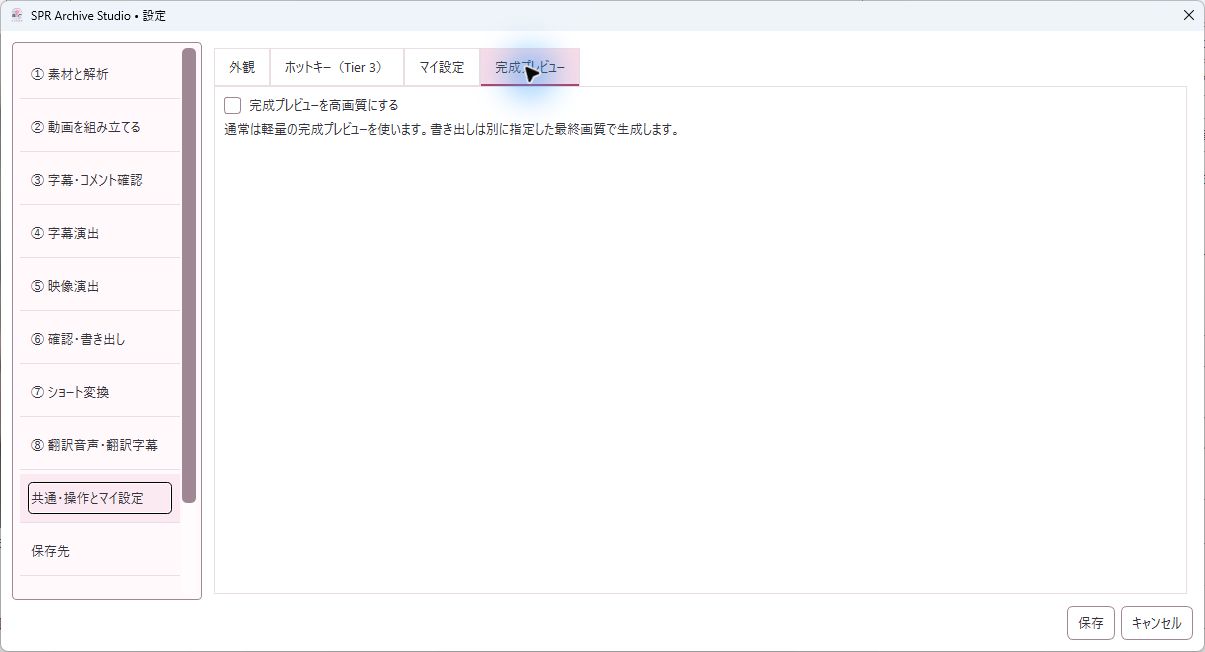 SPR Archive Studio • 設定
① 素材と解析
② 動画を組み立てる
③ 字幕・コメント確認
④ 字幕演出
⑤ 映像演出
⑥ 確認・書き出し
⑦ ショート変換
⑧ 翻訳音声・翻訳字幕
共通・操作とマイ設定
保存先
外観
ホットキー（Tier 3）
マイ設定
完成プレビュー
完成プレビューを高画質にする
通常は軽量の完成プレビューを使います。書き出しは別に指定した最終画質で生成します。
保存
キャンセル